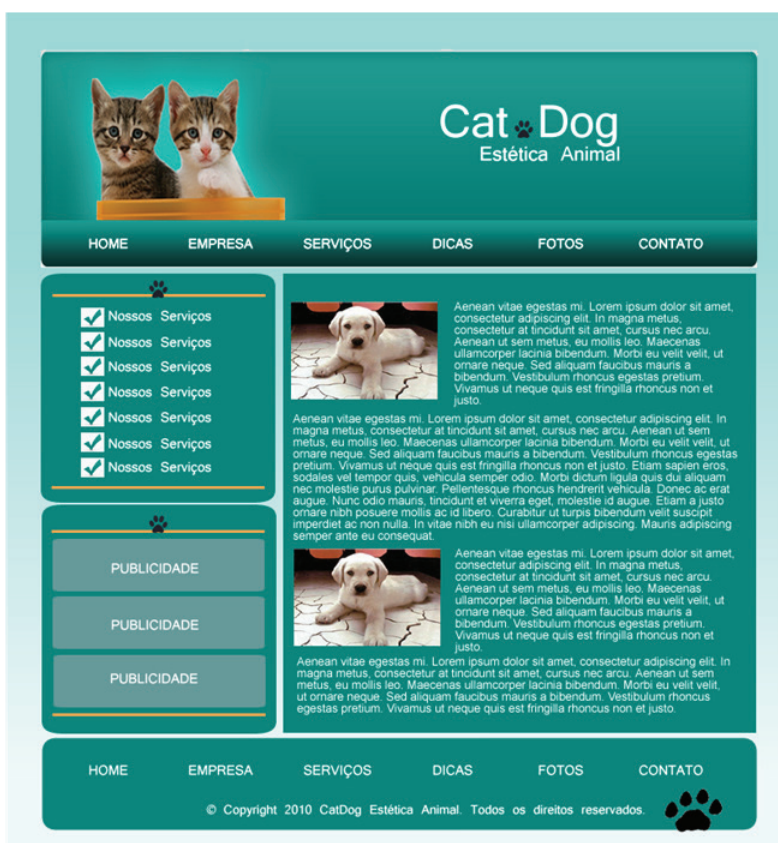 Cat Dog
Estética Animal
HOME EMPRESA SERVIÇOS DICAS FOTOS CONTATO
Nossos Serviços
Nossos Serviços
Nossos Serviços
Nossos Serviços
Nossos Serviços
Nossos Serviços
Nossos Serviços
PUBLICIDADE
PUBLICIDADE
PUBLICIDADE
Aenean vitae egestas mi. Lorem ipsum dolor sit amet,
consectetur adipiscing elit. In magna metus,
consectetur at tincidunt sit amet, cursus nec arcu.
Aenean ut sem metus, eu mollis leo. Maecenas
ullamcorper lacinia bibendum. Morbi eu velit velit, ut
ornare neque. Sed aliquam faucibus mauris a
bibendum. Vestibulum rhoncus egestas pretium.
Vivamus ut neque quis est fringilla rhoncus non et
justo.
Aenean vitae egestas mi. Lorem ipsum dolor sit amet, consectetur adipiscing elit. In
magna metus, consectetur at tincidunt sit amet, cursus nec arcu. Aenean ut sem
metus, eu mollis leo. Maecenas ullamcorper lacinia bibendum. Morbi eu velit velit, ut
ornare neque. Sed aliquam faucibus mauris a bibendum. Vestibulum rhoncus egestas
pretium. Vivamus ut neque quis est fringilla rhoncus non et justo. Etiam sapien eros,
sodales vel tempor quis, vehicula semper odio. Morbi dictum ligula quis dui aliquam
nec molestie purus pulvinar. Pellentesque rhoncus hendrerit vehicula. Donec ac erat
augue. Nunc odio mauris, tincidunt et viverra eget, molestie id augue. Etiam a justo
ornare nibh posuere mollis ac id libero. Curabitur ut turpis bibendum velit suscipit
imperdiet ac non nulla. In vitae nibh eu nisi ullamcorper adipiscing. Mauris adipiscing
semper ante eu consequat.
Aenean vitae egestas mi. Lorem ipsum dolor sit amet,
consectetur adipiscing elit. In magna metus,
consectetur at tincidunt sit amet, cursus nec arcu.
Aenean ut sem metus, eu mollis leo. Maecenas
ullamcorper lacinia bibendum. Morbi eu velit velit, ut
ornare neque. Sed aliquam faucibus mauris a
bibendum. Vestibulum rhoncus egestas pretium.
Vivamus ut neque quis est fringilla rhoncus non et
justo.
Aenean vitae egestas mi. Lorem ipsum dolor sit amet, consectetur adipiscing elit. In
magna metus, consectetur at tincidunt sit amet, cursus nec arcu. Aenean ut sem
metus, eu mollis leo. Maecenas ullamcorper lacinia bibendum. Morbi eu velit velit,
ut ornare neque. Sed aliquam faucibus mauris a bibendum. Vestibulum rhoncus
egestas pretium. Vivamus ut neque quis est fringilla rhoncus non et justo.
HOME EMPRESA SERVIÇOS DICAS FOTOS CONTATO
© Copyright 2010 CatDog Estética Animal. Todos os direitos reservados.